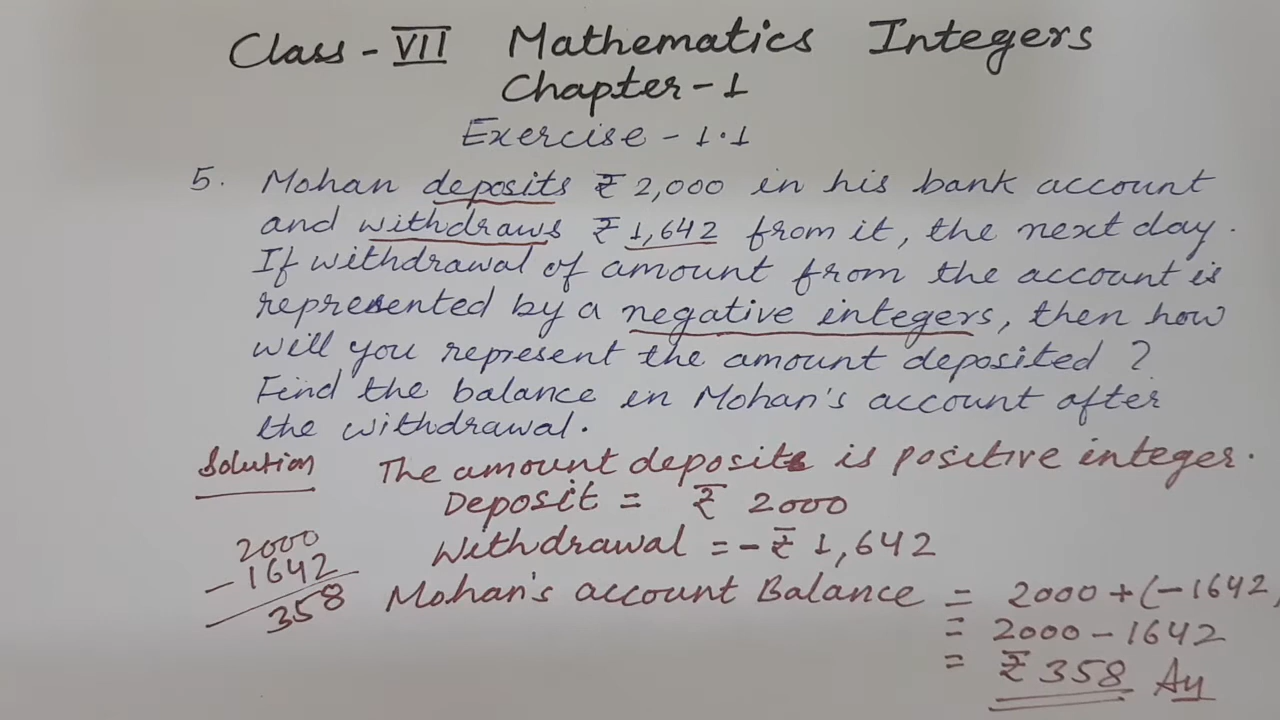 Class - VII Mathematics Integers
Chapter - 1
Exercise - 1.1
5. Mohan deposits ₹ 2,000 in his bank account
and withdraws ₹ 1,642 from it, the next day.
If withdrawal of amount from the account is
represented by a negative integers, then how
will you represent the amount deposited ?
Find the balance in Mohan's account after
the withdrawal.
Solution The amount deposits is positive integer.
Deposit = ₹ 2000
Withdrawal = - ₹ 1,642
Mohan's account Balance = 2000 + (-1642)
= 2000 - 1642
= ₹ 358 Ans
2000
- 1642
358